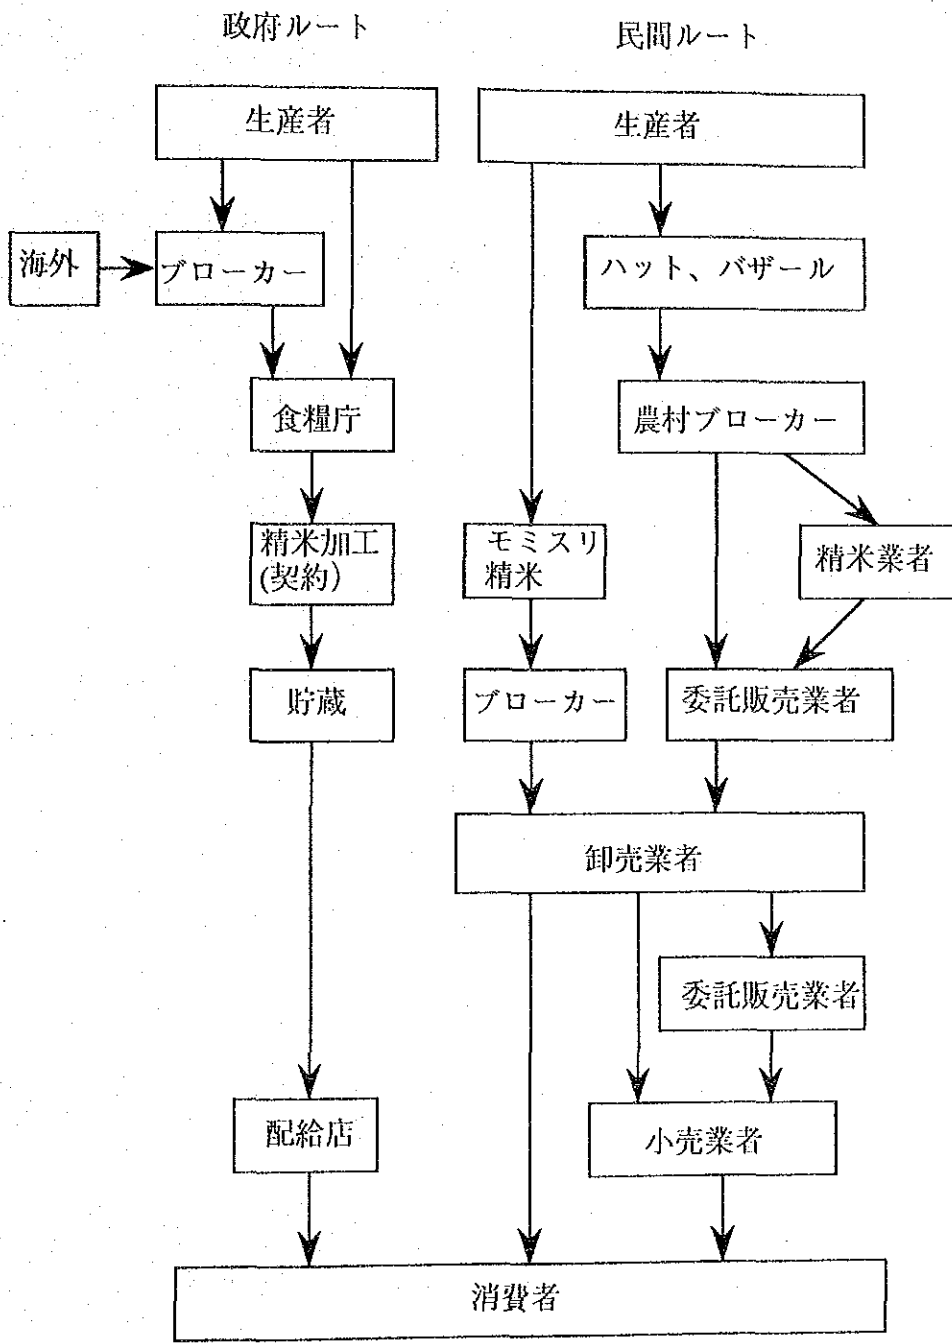 政府ルート
民間ルート
生産者
生産者
海外
ブローカー
ハット、バザール
食糧庁
農村ブローカー
精米加工
(契約)
モミスリ
精米
精米業者
貯蔵
ブローカー
委託販売業者
卸売業者
委託販売業者
配給店
小売業者
消費者